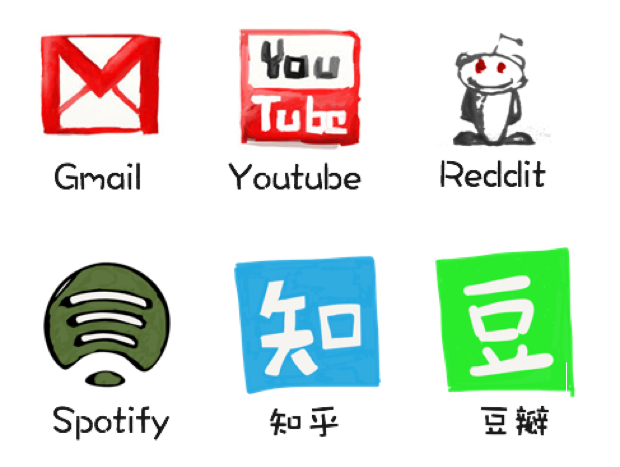 You
Tube
Gmail
Youtube
Reddit
知
豆
Spotify
知乎
豆瓣